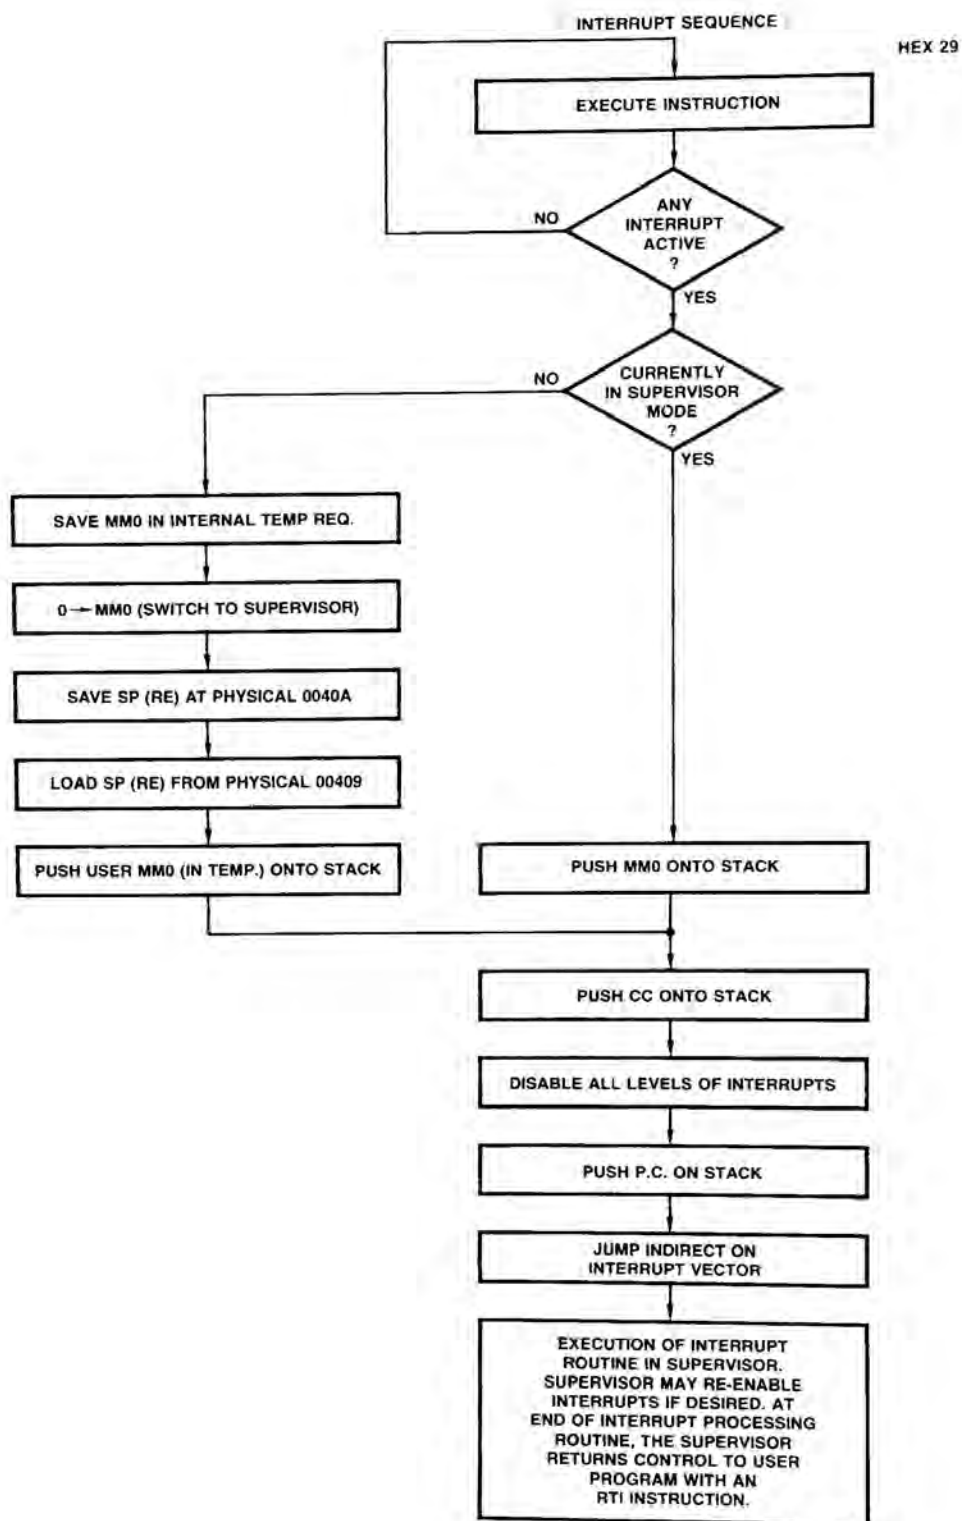 INTERRUPT SEQUENCE
HEX 29
EXECUTE INSTRUCTION
ANY
INTERRUPT
ACTIVE
?
NO
YES
CURRENTLY
IN SUPERVISOR
MODE
?
NO
YES
SAVE MM0 IN INTERNAL TEMP REQ.
0→MM0 (SWITCH TO SUPERVISOR)
SAVE SP (RE) AT PHYSICAL 0040A
LOAD SP (RE) FROM PHYSICAL 00409
PUSH USER MM0 (IN TEMP.) ONTO STACK
PUSH MM0 ONTO STACK
PUSH CC ONTO STACK
DISABLE ALL LEVELS OF INTERRUPTS
PUSH P.C. ON STACK
JUMP INDIRECT ON
INTERRUPT VECTOR
EXECUTION OF INTERRUPT
ROUTINE IN SUPERVISOR.
SUPERVISOR MAY RE-ENABLE
INTERRUPTS IF DESIRED. AT
END OF INTERRUPT PROCESSING
ROUTINE, THE SUPERVISOR
RETURNS CONTROL TO USER
PROGRAM WITH AN
RTI INSTRUCTION.